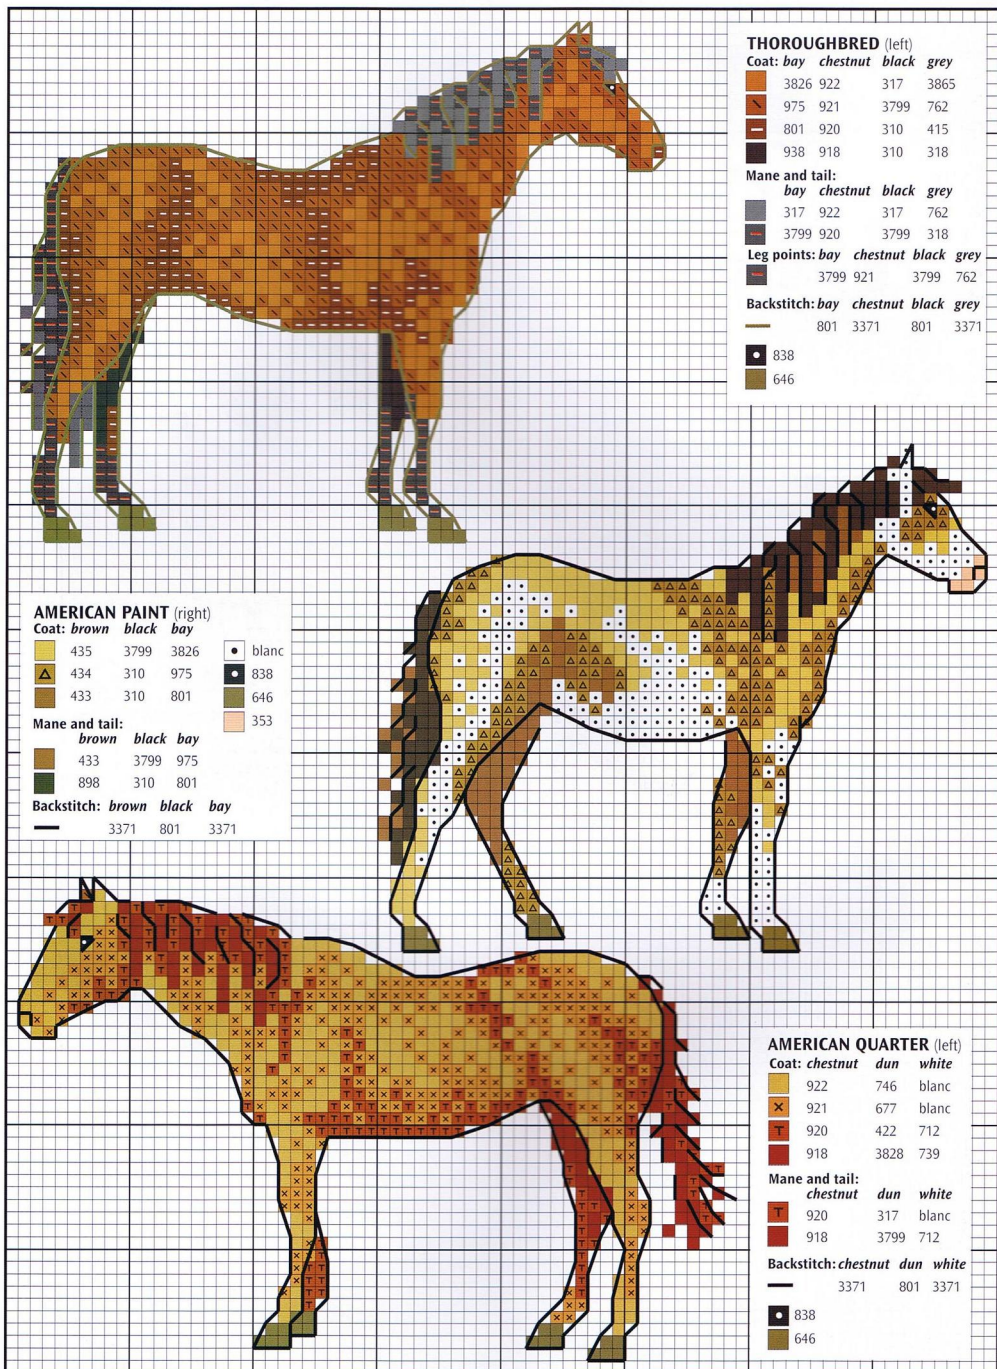 THOROUGHBRED (left)
Coat: bay chestnut black grey
3826 922 317 3865
975 921 3799 762
801 920 310 415
938 918 310 318
Mane and tail:
bay chestnut black grey
317 922 317 762
3799 920 3799 318
Leg points: bay chestnut black grey
3799 921 3799 762
Backstitch: bay chestnut black grey
801 3371 801 3371
838
646
AMERICAN PAINT (right)
Coat: brown black bay
435 3799 3826 blanc
434 310 975 838
433 310 801 646
353
Mane and tail:
brown black bay
433 3799 975
898 310 801
Backstitch: brown black bay
3371 801 3371
AMERICAN QUARTER (left)
Coat: chestnut dun white
922 746 blanc
921 677 blanc
T 920 422 712
918 3828 739
Mane and tail:
chestnut dun white
T 920 317 blanc
918 3799 712
Backstitch: chestnut dun white
3371 801 3371
838
646